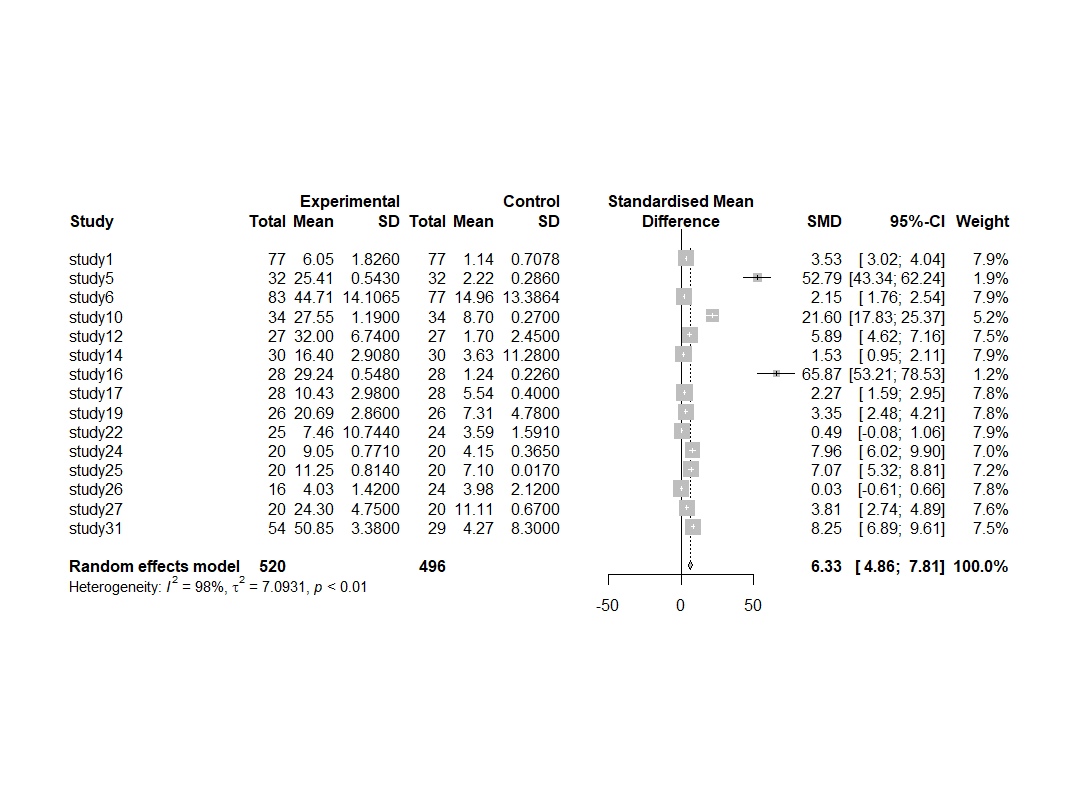 Experimental Control Standardised Mean
Study Total Mean SD Total Mean SD Difference SMD 95%-CI Weight
study1 77 6.05 1.8260 77 1.14 0.7078 3.53 [ 3.02; 4.04] 7.9%
study5 32 25.41 0.5430 32 2.22 0.2860 52.79 [43.34; 62.24] 1.9%
study6 83 44.71 14.1065 77 14.96 13.3864 2.15 [ 1.76; 2.54] 7.9%
study10 34 27.55 1.1900 34 8.70 0.2700 21.60 [17.83; 25.37] 5.2%
study12 27 32.00 6.7400 27 1.70 2.4500 5.89 [ 4.62; 7.16] 7.5%
study14 30 16.40 2.9080 30 3.63 11.2800 1.53 [ 0.95; 2.11] 7.9%
study16 28 29.24 0.5480 28 1.24 0.2260 65.87 [53.21; 78.53] 1.2%
study17 28 10.43 2.9800 28 5.54 0.4000 2.27 [ 1.59; 2.95] 7.8%
study19 26 20.69 2.8600 26 7.31 4.7800 3.35 [ 2.48; 4.21] 7.8%
study22 25 7.46 10.7440 24 3.59 1.5910 0.49 [-0.08; 1.06] 7.9%
study24 20 9.05 0.7710 20 4.15 0.3650 7.96 [ 6.02; 9.90] 7.0%
study25 20 11.25 0.8140 20 7.10 0.0170 7.07 [ 5.32; 8.81] 7.2%
study26 16 4.03 1.4200 24 3.98 2.1200 0.03 [-0.61; 0.66] 7.8%
study27 20 24.30 4.7500 20 11.11 0.6700 3.81 [ 2.74; 4.89] 7.6%
study31 54 50.85 3.3800 29 4.27 8.3000 8.25 [ 6.89; 9.61] 7.5%
Random effects model 520 496 6.33 [ 4.86; 7.81] 100.0%
Heterogeneity: I² = 98%, τ² = 7.0931, p < 0.01
-50 0 50